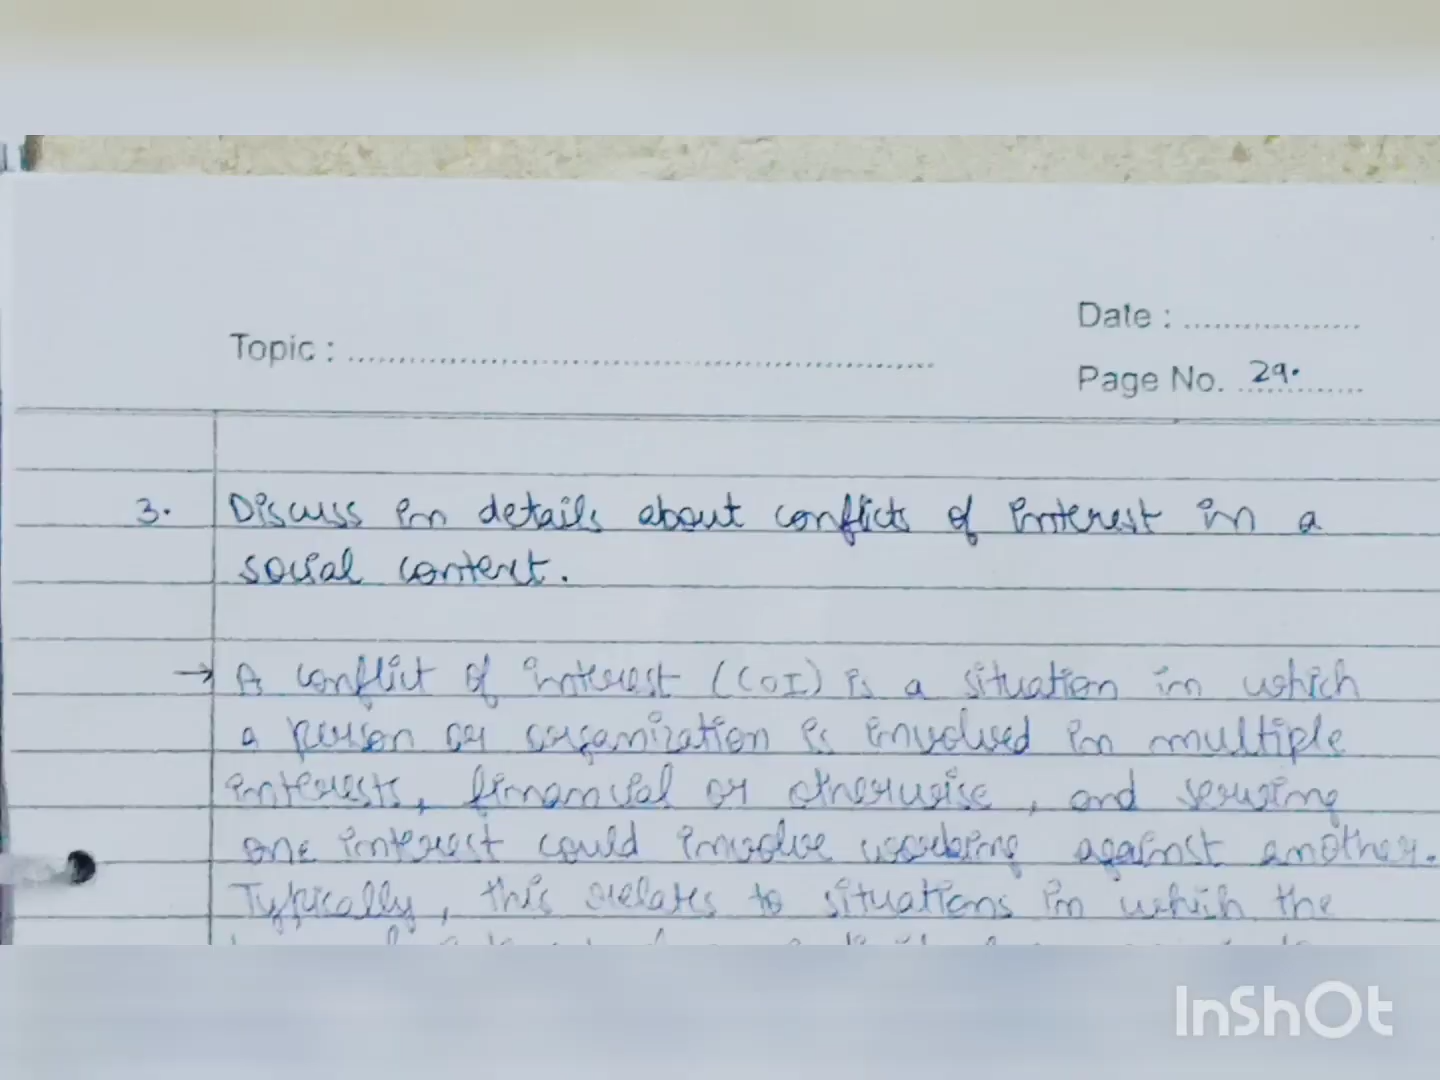 Date : ..................
Topic : ............................................................
Page No. 29.
3. Discuss in details about conflicts of interest in a
social context.
→ A conflict of interest (COI) is a situation in which
a person or organization is involved in multiple
interests, financial or otherwise, and serving
one interest could involve working against another.
Typically, this relates to situations in which the
InShOt